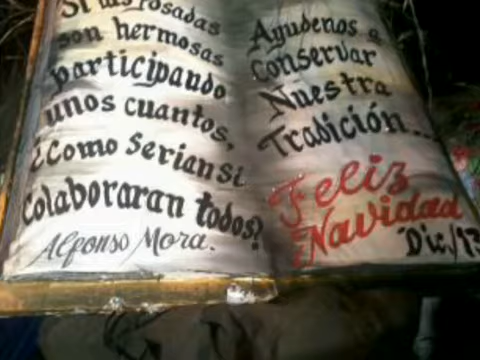 Si las Posadas
son hermosas
participando
unos cuantos,
¿Como Serian Si
Colaboraran todos?
Alfonso Mora.
Ayudenos a
Conservar
Nuestra
Tradición...
Feliz
Navidad
Dic./13